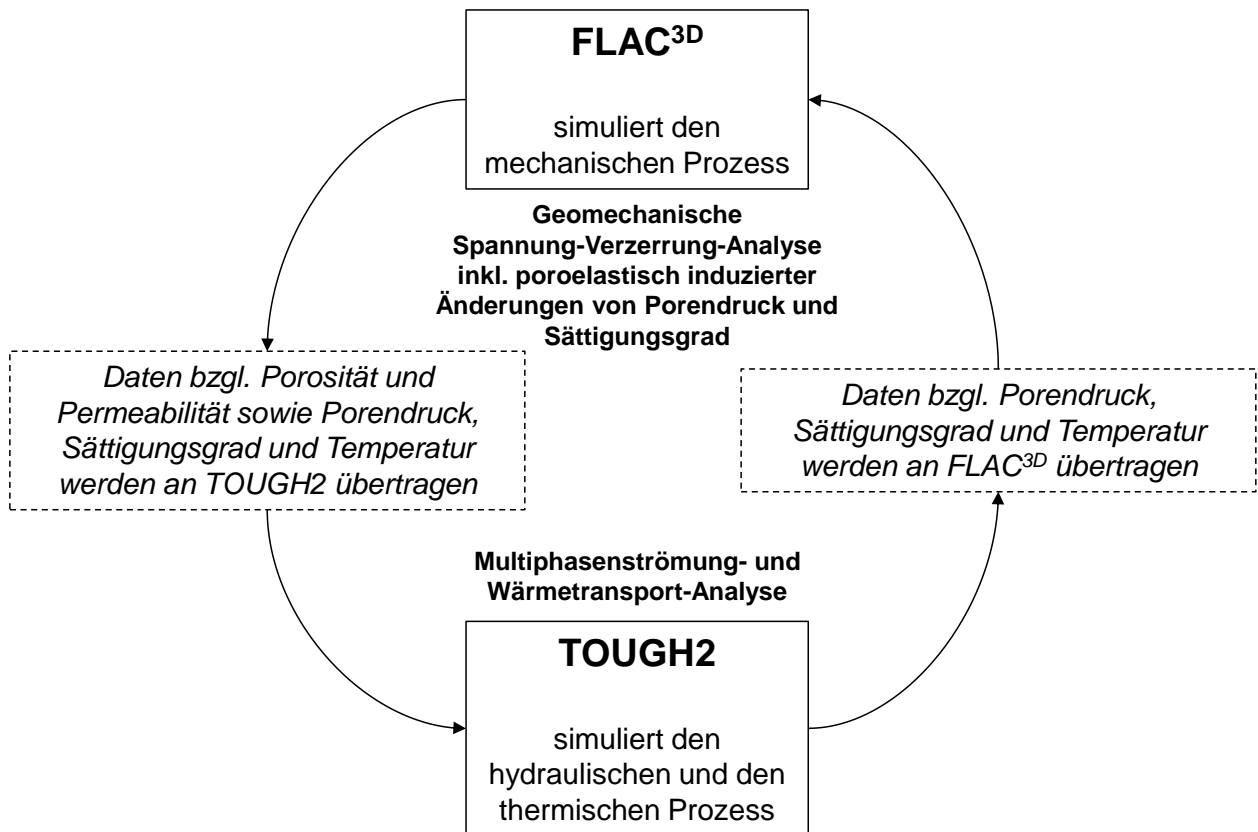 FLAC3D
simuliert den
mechanischen Prozess
Geomechanische
Spannung-Verzerrung-Analyse
inkl. poroelastisch induzierter
Änderungen von Porendruck und
Sättigungsgrad
Daten bzgl. Porosität und
Permeabilität sowie Porendruck,
Sättigungsgrad und Temperatur
werden an TOUGH2 übertragen
Daten bzgl. Porendruck,
Sättigungsgrad und Temperatur
werden an FLAC3D übertragen
Multiphasenströmung- und
Wärmetransport-Analyse
TOUGH2
simuliert den
hydraulischen und den
thermischen Prozess